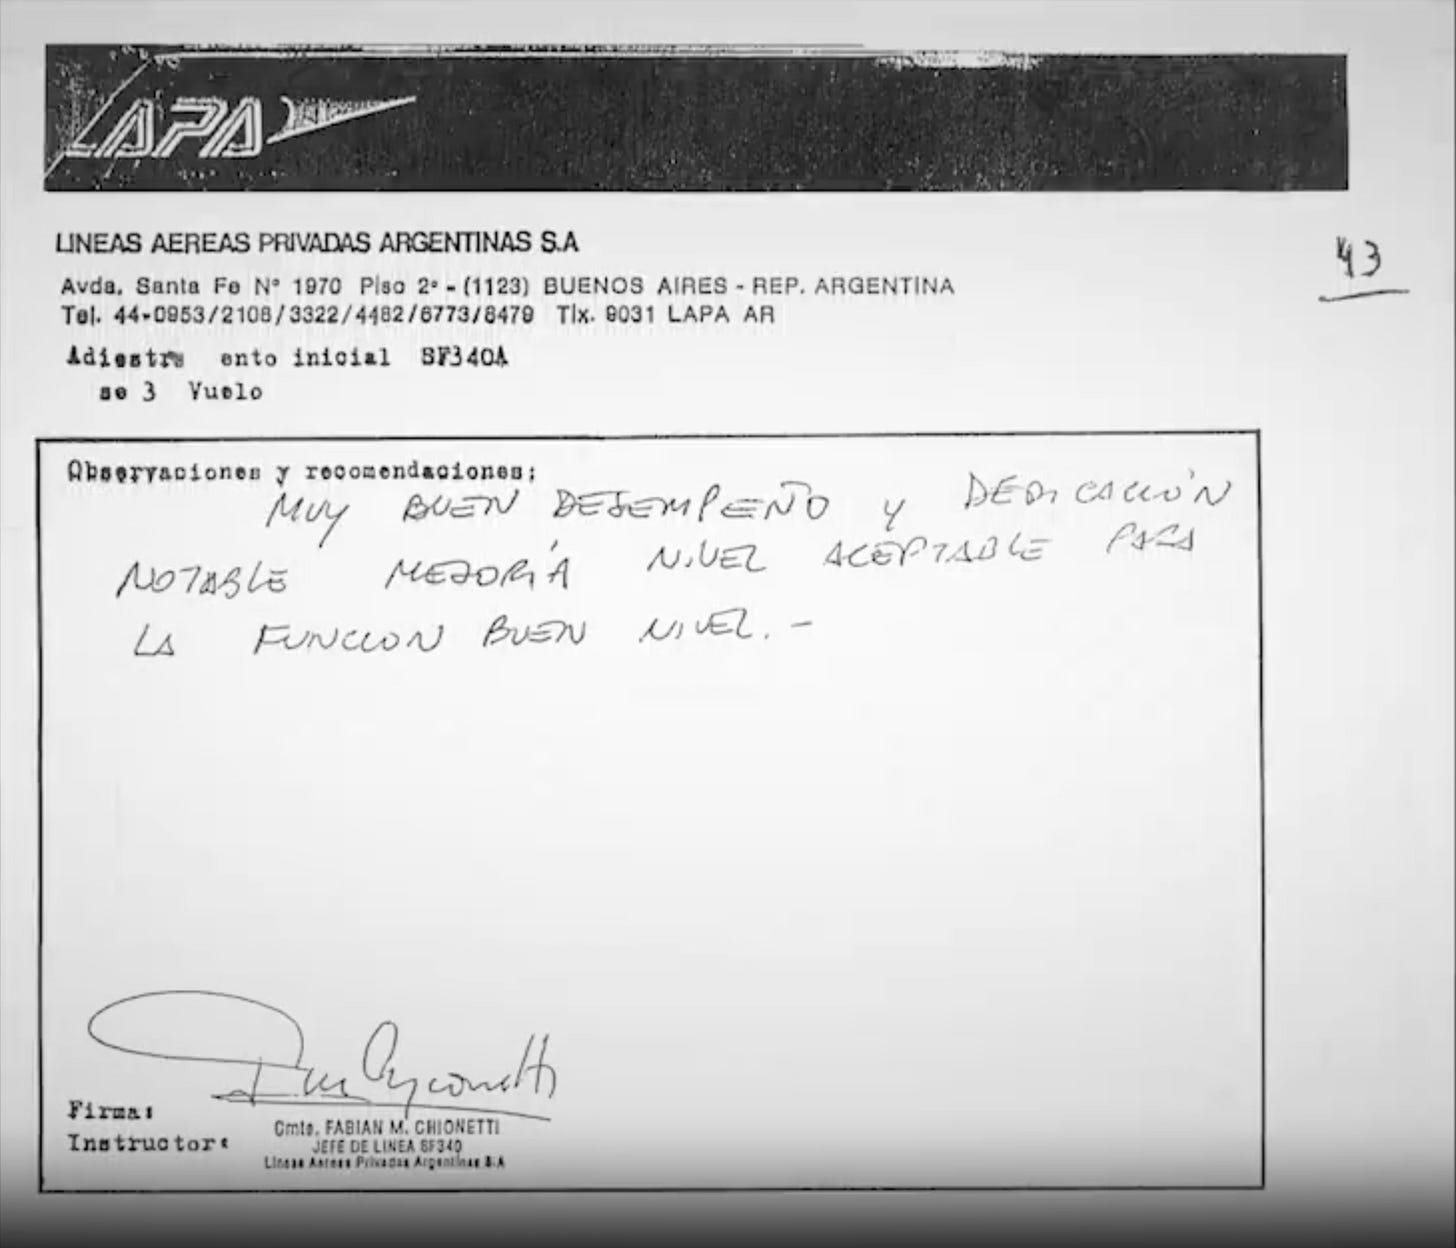 LAPA
LINEAS AEREAS PRIVADAS ARGENTINAS S.A
43
Avda. Santa Fe Nº 1970 Piso 2º - (1123) BUENOS AIRES - REP. ARGENTINA
Tel. 44-0953/2108/3322/4482/6773/8479 Tlx. 9031 LAPA AR
Adiestra ento inicial SF340A
se 3 Vuelo
Observaciones y recomendaciones:
MUY BUEN DESEMPEÑO y DEDICACIÓN
NOTABLE MEJORÍA NIVEL ACEPTABLE PARA
LA FUNCION BUEN NIVEL. -
Firma:
Instructor:
Cmte. FABIAN M. CHIONETTI
JEFE DE LINEA SF340
Lineas Aereas Privadas Argentinas S.A